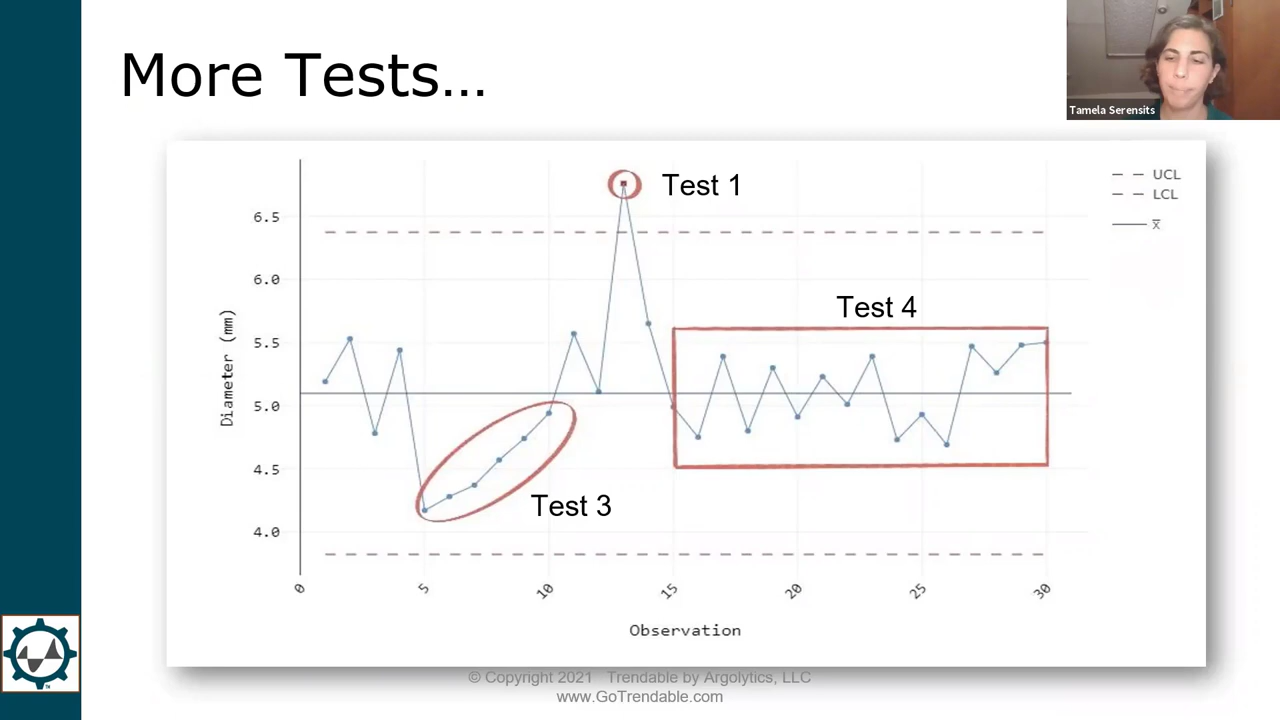 More Tests…
Tamela Serensits
Test 1
UCL
LCL
x̅
6.5
6.0
Test 4
5.5
5.0
4.5
Test 3
4.0
Diameter (mm)
0 5 10 15 20 25 30
Observation
© Copyright 2021 Trendable by Argolytics, LLC
www.GoTrendable.com